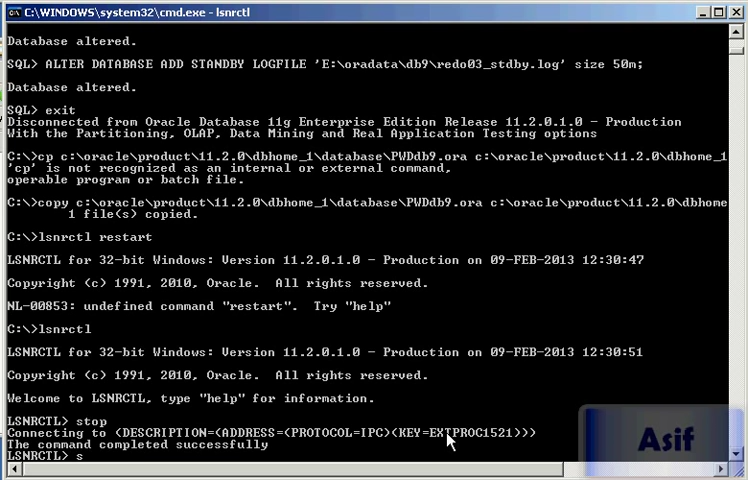 C:\WINDOWS\system32\cmd.exe - lsnrctl
Database altered.
SQL> ALTER DATABASE ADD STANDBY LOGFILE 'E:\oradata\db9\redo03_stdby.log' size 50m;
Database altered.
SQL> exit
Disconnected from Oracle Database 11g Enterprise Edition Release 11.2.0.1.0 - Production
With the Partitioning, OLAP, Data Mining and Real Application Testing options
C:\>cp c:\oracle\product\11.2.0\dbhome_1\database\PWDdb9.ora c:\oracle\product\11.2.0\dbhome_1
'cp' is not recognized as an internal or external command,
operable program or batch file.
C:\>copy c:\oracle\product\11.2.0\dbhome_1\database\PWDdb9.ora c:\oracle\product\11.2.0\dbhome
1 file(s) copied.
C:\>lsnrctl restart
LSNRCTL for 32-bit Windows: Version 11.2.0.1.0 - Production on 09-FEB-2013 12:30:47
Copyright (c) 1991, 2010, Oracle. All rights reserved.
NL-00853: undefined command "restart". Try "help"
C:\>lsnrctl
LSNRCTL for 32-bit Windows: Version 11.2.0.1.0 - Production on 09-FEB-2013 12:30:51
Copyright (c) 1991, 2010, Oracle. All rights reserved.
Welcome to LSNRCTL, type "help" for information.
LSNRCTL> stop
Connecting to (DESCRIPTION=(ADDRESS=(PROTOCOL=IPC)(KEY=EXTPROC1521)))
The command completed successfully
LSNRCTL> s
Asif